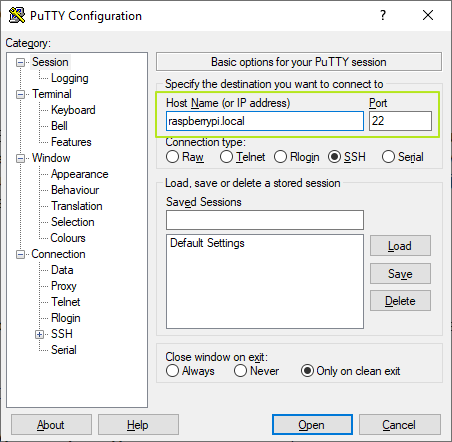 PuTTY Configuration
?
Category:
Session
Logging
Terminal
Keyboard
Bell
Features
Window
Appearance
Behaviour
Translation
Selection
Colours
Connection
Data
Proxy
Telnet
Rlogin
SSH
Serial
Basic options for your PuTTY session
Specify the destination you want to connect to
Host Name (or IP address) Port
raspberrypi.local 22
Connection type:
Raw Telnet Rlogin SSH Serial
Load, save or delete a stored session
Saved Sessions
Default Settings
Load
Save
Delete
Close window on exit:
Always Never Only on clean exit
About Help Open Cancel